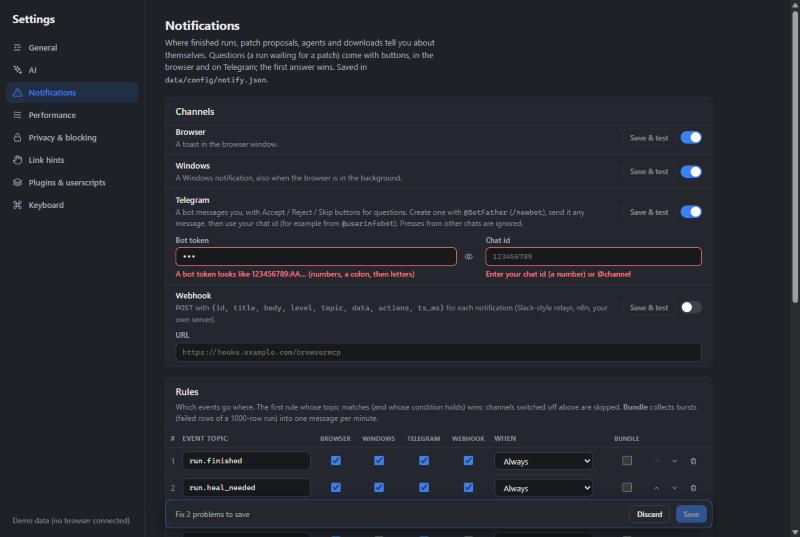 Settings
General
AI
Notifications
Performance
Privacy & blocking
Link hints
Plugins & userscripts
Keyboard
Demo data (no browser connected)
Notifications
Where finished runs, patch proposals, agents and downloads tell you about
themselves. Questions (a run waiting for a patch) come with buttons, in the
browser and on Telegram; the first answer wins. Saved in
data/config/notify.json.
Channels
Browser
A toast in the browser window.
Save & test
Windows
A Windows notification, also when the browser is in the background.
Save & test
Telegram
A bot messages you, with Accept / Reject / Skip buttons for questions. Create one with @BotFather (/newbot), send it any
message, then use your chat id (for example from @userinfobot). Presses from other chats are ignored.
Save & test
Bot token
Chat id
•••
123456789
A bot token looks like 123456789:AA... (numbers, a colon, then letters)
Enter your chat id (a number) or @channel
Webhook
POST with {id, title, body, level, topic, data, actions, ts_ms} for each notification (Slack-style relays, n8n, your
own server).
Save & test
URL
https://hooks.example.com/browsermcp
Rules
Which events go where. The first rule whose topic matches (and whose condition holds) wins; channels switched off above are skipped. Bundle collects bursts
(failed rows of a 1000-row run) into one message per minute.
# EVENT TOPIC BROWSER WINDOWS TELEGRAM WEBHOOK WHEN BUNDLE
1 run.finished Always
2 run.heal_needed Always
Fix 2 problems to save
Discard
Save